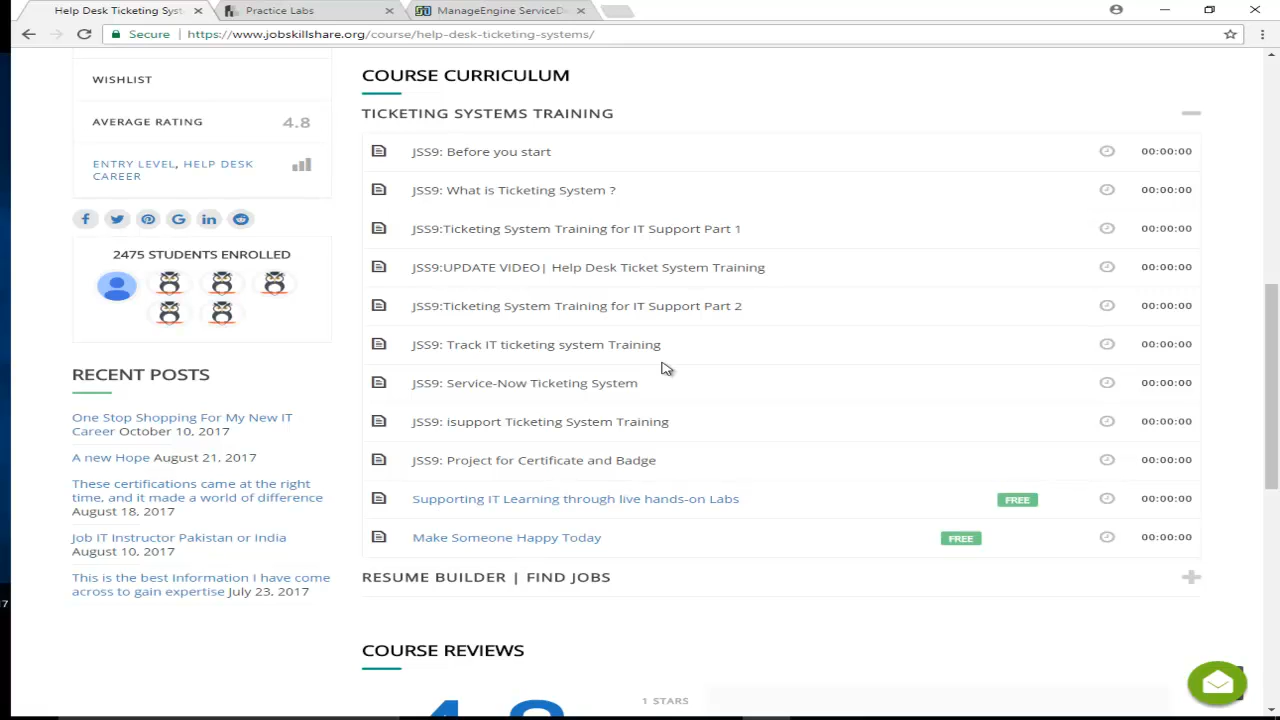 Help Desk Ticketing Syst
Practice Labs
ManageEngine ServiceD
Secure
https://www.jobskillshare.org/course/help-desk-ticketing-systems/
WISHLIST
AVERAGE RATING 4.8
ENTRY LEVEL, HELP DESK
CAREER
2475 STUDENTS ENROLLED
RECENT POSTS
One Stop Shopping For My New IT
Career October 10, 2017
A new Hope August 21, 2017
These certifications came at the right
time, and it made a world of difference
August 18, 2017
Job IT Instructor Pakistan or India
August 10, 2017
This is the best Information I have come
across to gain expertise July 23, 2017
COURSE CURRICULUM
TICKETING SYSTEMS TRAINING
JSS9: Before you start 00:00:00
JSS9: What is Ticketing System ? 00:00:00
JSS9:Ticketing System Training for IT Support Part 1 00:00:00
JSS9:UPDATE VIDEO| Help Desk Ticket System Training 00:00:00
JSS9:Ticketing System Training for IT Support Part 2 00:00:00
JSS9: Track IT ticketing system Training 00:00:00
JSS9: Service-Now Ticketing System 00:00:00
JSS9: isupport Ticketing System Training 00:00:00
JSS9: Project for Certificate and Badge 00:00:00
Supporting IT Learning through live hands-on Labs FREE 00:00:00
Make Someone Happy Today FREE 00:00:00
RESUME BUILDER | FIND JOBS
COURSE REVIEWS
4.8
1 STARS